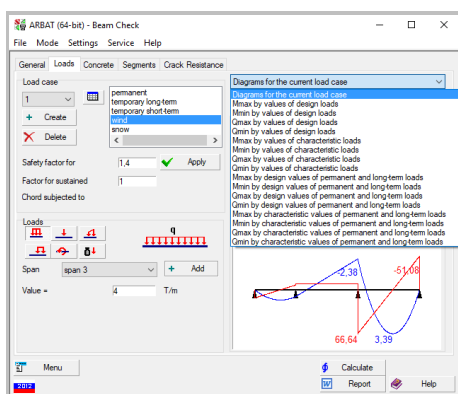 ARBAT (64-bit) - Beam Check
File Mode Settings Service Help
General Loads Concrete Segments Crack Resistance
Load case
1
Create
Delete
permanent
temporary long-term
temporary short-term
wind
snow
Safety factor for 1,4 Apply
Factor for sustained 1
Chord subjected to
Loads
q
Span span 3 Add
Value = 4 T/m
Diagrams for the current load case
Diagrams for the current load case
Mmax by values of design loads
Mmin by values of design loads
Qmax by values of design loads
Qmin by values of design loads
Mmax by values of characteristic loads
Mmin by values of characteristic loads
Qmax by values of characteristic loads
Qmin by values of characteristic loads
Mmax by design values of permanent and long-term loads
Mmin by design values of permanent and long-term loads
Qmax by design values of permanent and long-term loads
Qmin by design values of permanent and long-term loads
Mmax by characteristic values of permanent and long-term loads
Mmin by characteristic values of permanent and long-term loads
Qmax by characteristic values of permanent and long-term loads
Qmin by characteristic values of permanent and long-term loads
-2,38 -51,08
66,64 3,39
Menu Calculate
2012 Report Help